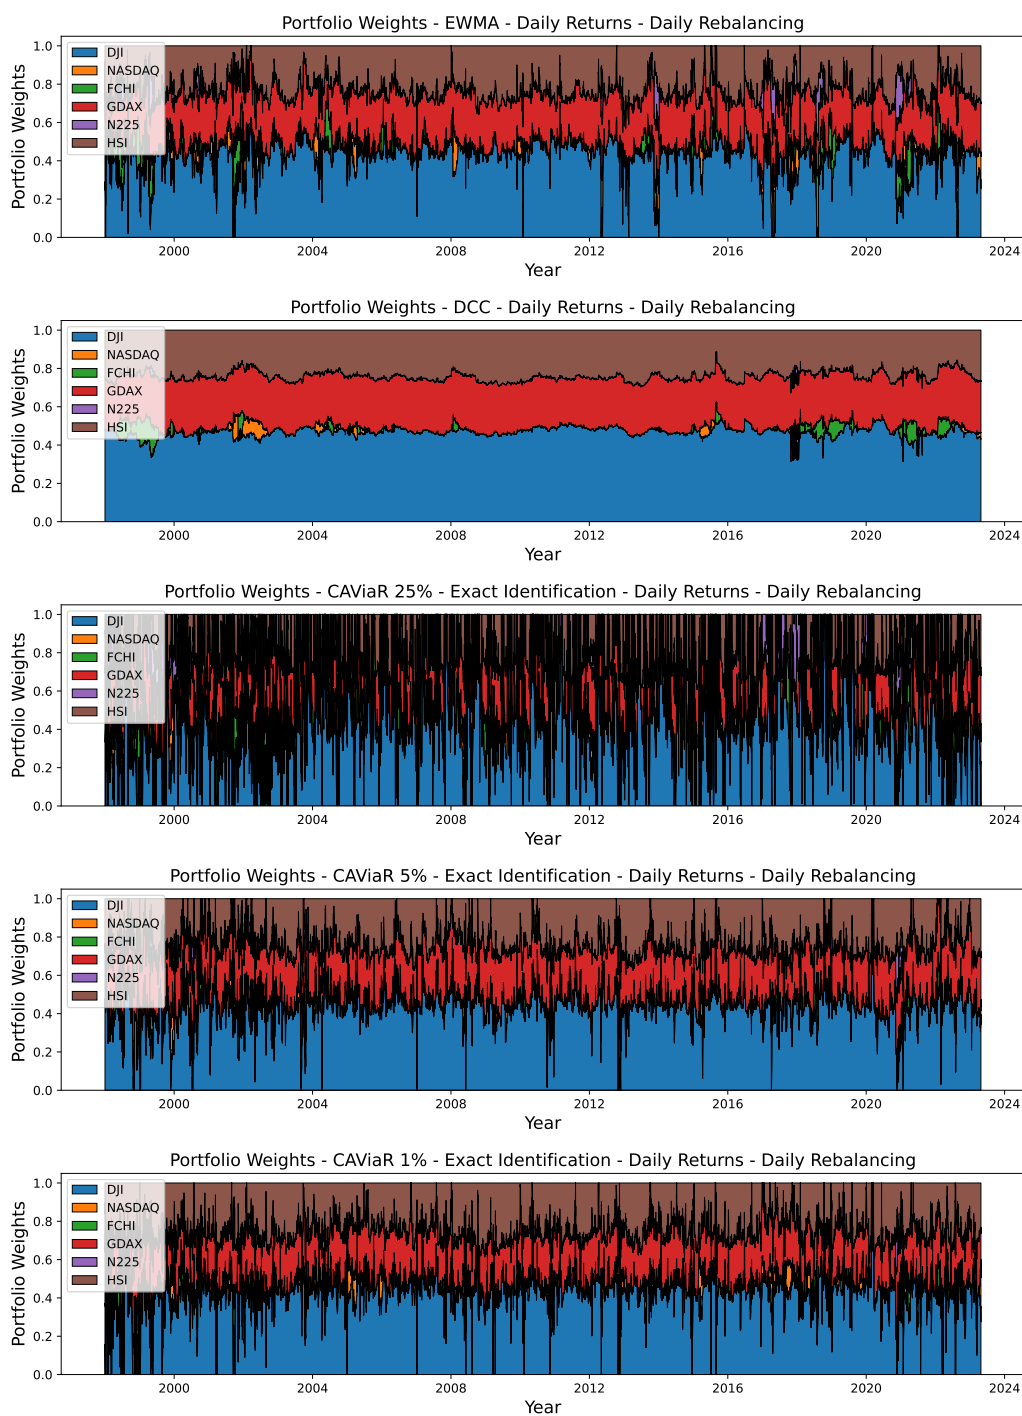 Portfolio Weights - EWMA - Daily Returns - Daily Rebalancing
Portfolio Weights
1.0
0.8
0.6
0.4
0.2
0.0
DJI
NASDAQ
FCHI
GDAX
N225
HSI
2000 2004 2008 2012 2016 2020 2024
Year
Portfolio Weights - DCC - Daily Returns - Daily Rebalancing
Portfolio Weights
1.0
0.8
0.6
0.4
0.2
0.0
DJI
NASDAQ
FCHI
GDAX
N225
HSI
2000 2004 2008 2012 2016 2020 2024
Year
Portfolio Weights - CAViaR 25% - Exact Identification - Daily Returns - Daily Rebalancing
Portfolio Weights
1.0
0.8
0.6
0.4
0.2
0.0
DJI
NASDAQ
FCHI
GDAX
N225
HSI
2000 2004 2008 2012 2016 2020 2024
Year
Portfolio Weights - CAViaR 5% - Exact Identification - Daily Returns - Daily Rebalancing
Portfolio Weights
1.0
0.8
0.6
0.4
0.2
0.0
DJI
NASDAQ
FCHI
GDAX
N225
HSI
2000 2004 2008 2012 2016 2020 2024
Year
Portfolio Weights - CAViaR 1% - Exact Identification - Daily Returns - Daily Rebalancing
Portfolio Weights
1.0
0.8
0.6
0.4
0.2
0.0
DJI
NASDAQ
FCHI
GDAX
N225
HSI
2000 2004 2008 2012 2016 2020 2024
Year